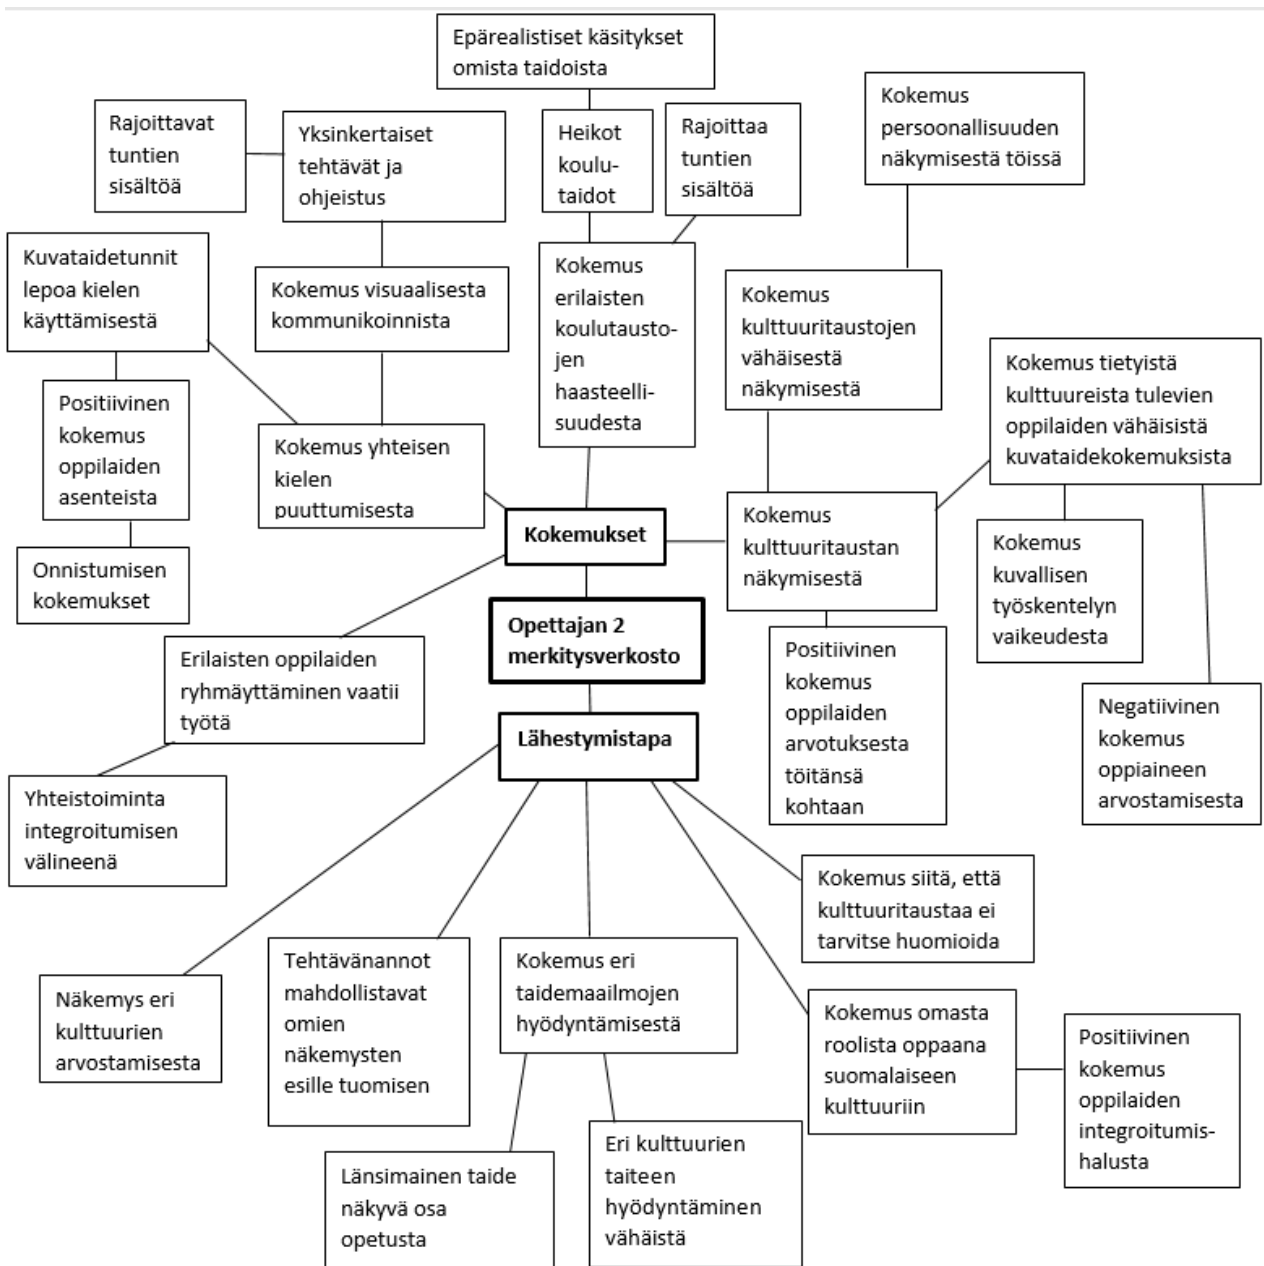 Epärealistiset käsitykset
omista taidoista
Rajoittavat
tuntien
sisältöä
Yksinkertaiset
tehtävät ja
ohjeistus
Heikot
koulu-
taidot
Rajoittaa
tuntien
sisältöä
Kokemus
persoonallisuuden
näkymisestä töissä
Kuvataidetunnit
lepoa kielen
käyttämisestä
Kokemus visuaalisesta
kommunikoinnista
Kokemus
erilaisten
koulutausto-
jen
haasteelli-
suudesta
Kokemus
kulttuuritaustojen
vähäisestä
näkymisestä
Kokemus tietyistä
kulttuureista tulevien
oppilaiden vähäisistä
kuvataidekokemuksista
Positiivinen
kokemus
oppilaiden
asenteista
Kokemus yhteisen
kielen
puuttumisesta
Kokemukset
Kokemus
kulttuuritaustan
näkymisestä
Kokemus
kuvallisen
työskentelyn
vaikeudesta
Onnistumisen
kokemukset
Opettajan 2
merkitysverkosto
Erilaisten oppilaiden
ryhmäyttäminen vaatii
työtä
Positiivinen
kokemus
oppilaiden
arvotuksesta
töitänsä
kohtaan
Negatiivinen
kokemus
oppiaineen
arvostamisesta
Lähestymistapa
Yhteistoiminta
integroitumisen
välineenä
Kokemus siitä, että
kulttuuritaustaa ei
tarvitse huomioida
Näkemys eri
kulttuurien
arvostamisesta
Tehtävänannot
mahdollistavat
omien
näkemysten
esille tuomisen
Kokemus eri
taidemaailmojen
hyödyntämisestä
Kokemus omasta
roolista oppaana
suomalaiseen
kulttuuriin
Positiivinen
kokemus
oppilaiden
integroitumis-
halusta
Länsimainen taide
näkyvä osa
opetusta
Eri kulttuurien
taiteen
hyödyntäminen
vähäistä